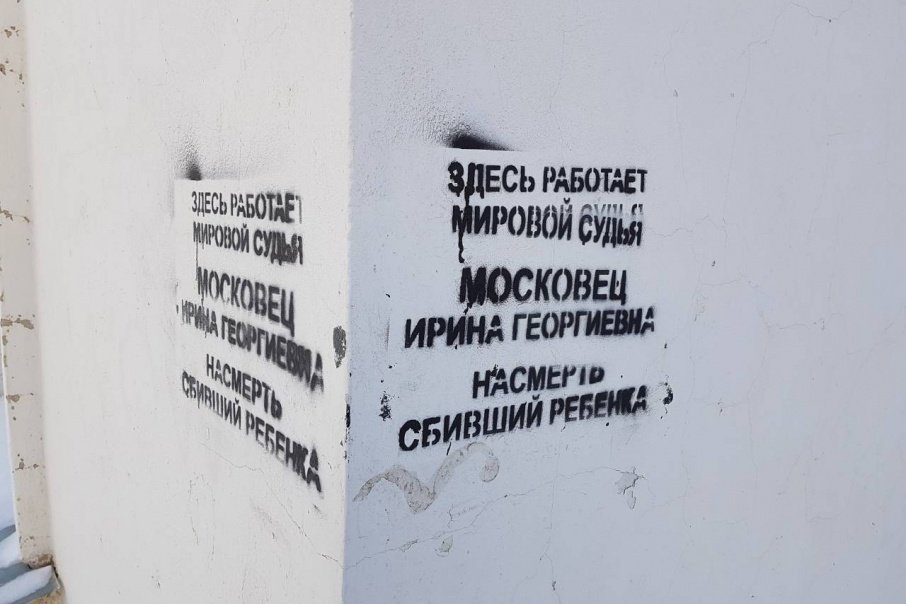 ЗДЕСЬ РАБОТАЕТ
МИРОВОЙ СУДЬЯ
МОСКОВЕЦ
ИРИНА ГЕОРГИЕВНА
НАСМЕРТЬ
СБИВШИЙ РЕБЕНКА
ЗДЕСЬ РАБОТАЕТ
МИРОВОЙ СУДЬЯ
МОСКОВЕЦ
ИРИНА ГЕОРГИЕВНА
НАСМЕРТЬ
СБИВШИЙ РЕБЕНКА